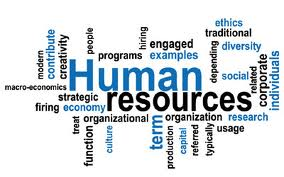 ethics
traditional
hiring
engaged
diversity
people
programs
examples
modern
contribute
creativity
depending
social
related
corporate
individuals
macro-economics
Human
resources
strategic
firing
economy
treat
organizational
organization
research
function
culture
term
production
capital
referred
typically
usage